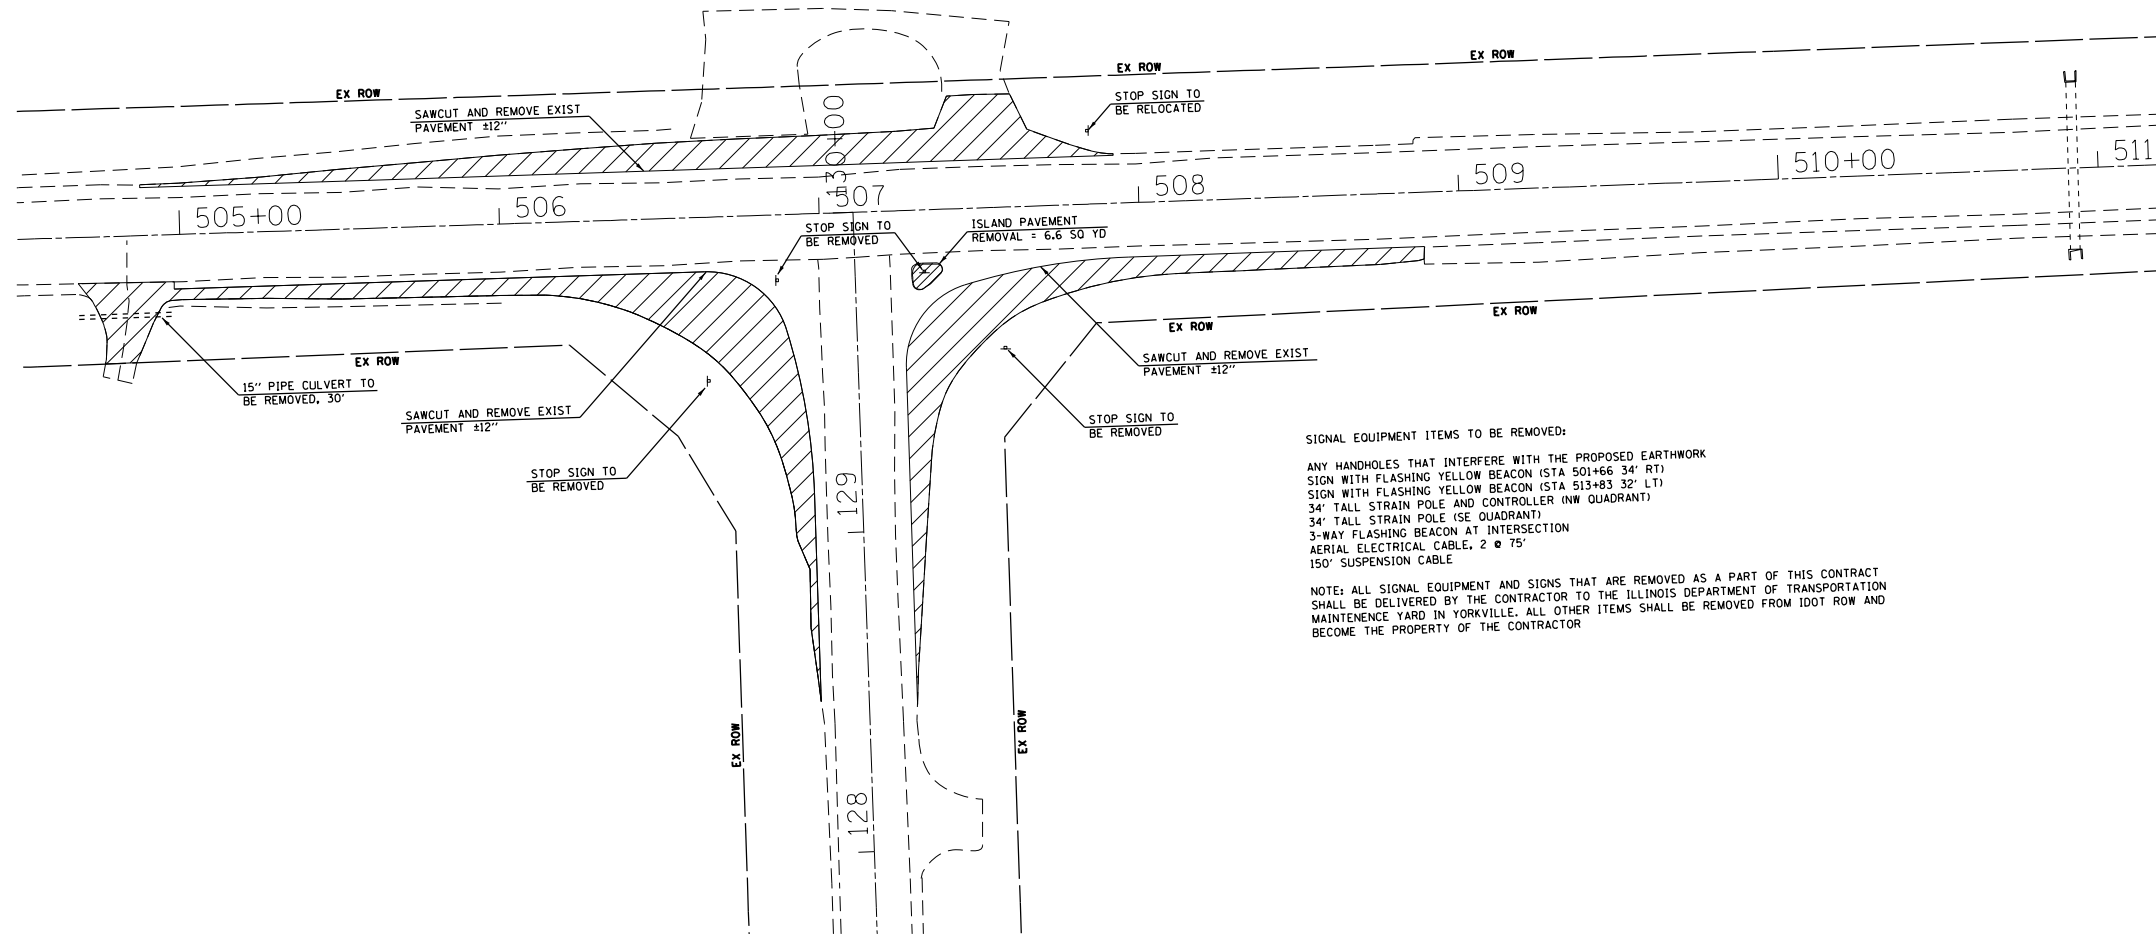 EX ROW
EX ROW
EX ROW
SAWCUT AND REMOVE EXIST
PAVEMENT ±12"
STOP SIGN TO
BE RELOCATED
130+00
505+00
506
507
508
509
510+00
511
STOP SIGN TO
BE REMOVED
ISLAND PAVEMENT
REMOVAL = 6.6 SQ YD
EX ROW
EX ROW
EX ROW
15" PIPE CULVERT TO
BE REMOVED, 30'
SAWCUT AND REMOVE EXIST
PAVEMENT ±12"
SAWCUT AND REMOVE EXIST
PAVEMENT ±12"
STOP SIGN TO
BE REMOVED
STOP SIGN TO
BE REMOVED
129
128
EX ROW
EX ROW
SIGNAL EQUIPMENT ITEMS TO BE REMOVED:
ANY HANDHOLES THAT INTERFERE WITH THE PROPOSED EARTHWORK
SIGN WITH FLASHING YELLOW BEACON (STA 501+66 34' RT)
SIGN WITH FLASHING YELLOW BEACON (STA 513+83 32' LT)
34' TALL STRAIN POLE AND CONTROLLER (NW QUADRANT)
34' TALL STRAIN POLE (SE QUADRANT)
3-WAY FLASHING BEACON AT INTERSECTION
AERIAL ELECTRICAL CABLE, 2 @ 75'
150' SUSPENSION CABLE
NOTE: ALL SIGNAL EQUIPMENT AND SIGNS THAT ARE REMOVED AS A PART OF THIS CONTRACT
SHALL BE DELIVERED BY THE CONTRACTOR TO THE ILLINOIS DEPARTMENT OF TRANSPORTATION
MAINTENENCE YARD IN YORKVILLE. ALL OTHER ITEMS SHALL BE REMOVED FROM IDOT ROW AND
BECOME THE PROPERTY OF THE CONTRACTOR